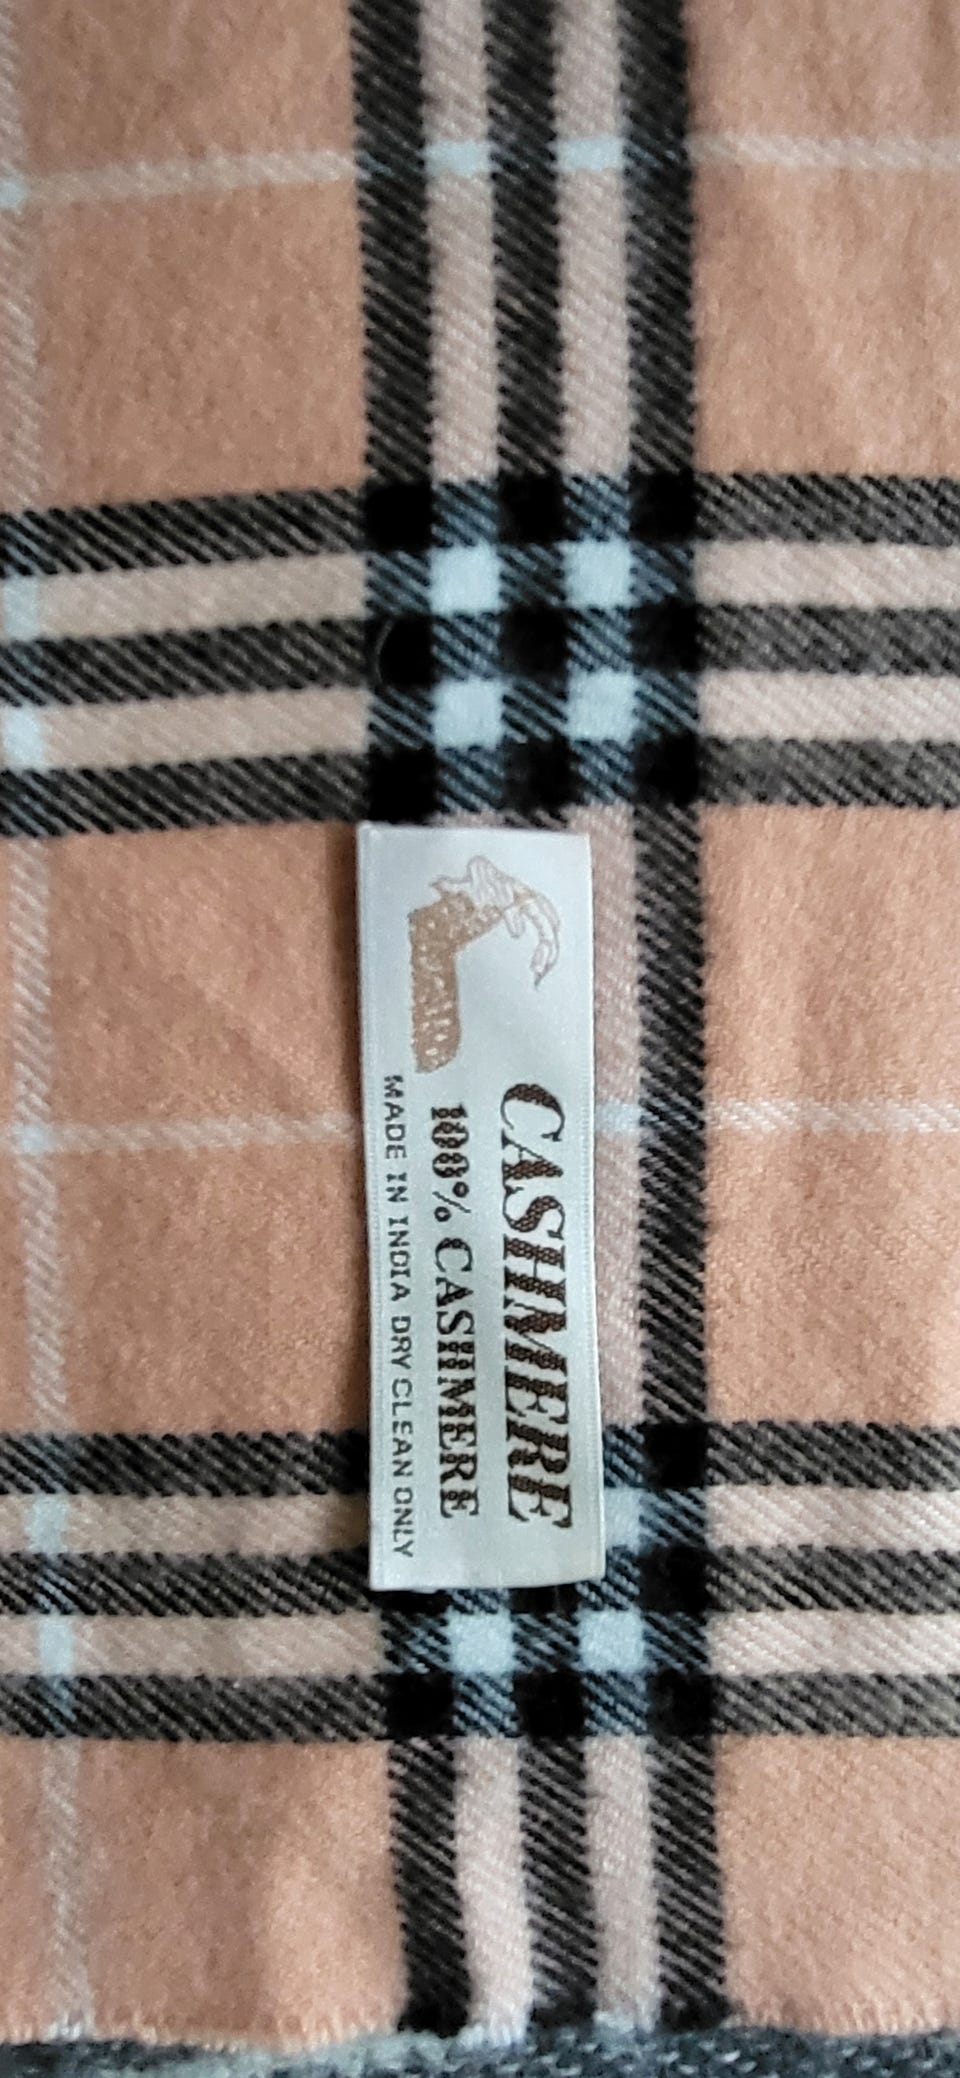 CASHMERE
100% CASHMERE
MADE IN INDIA DRY CLEAN ONLY